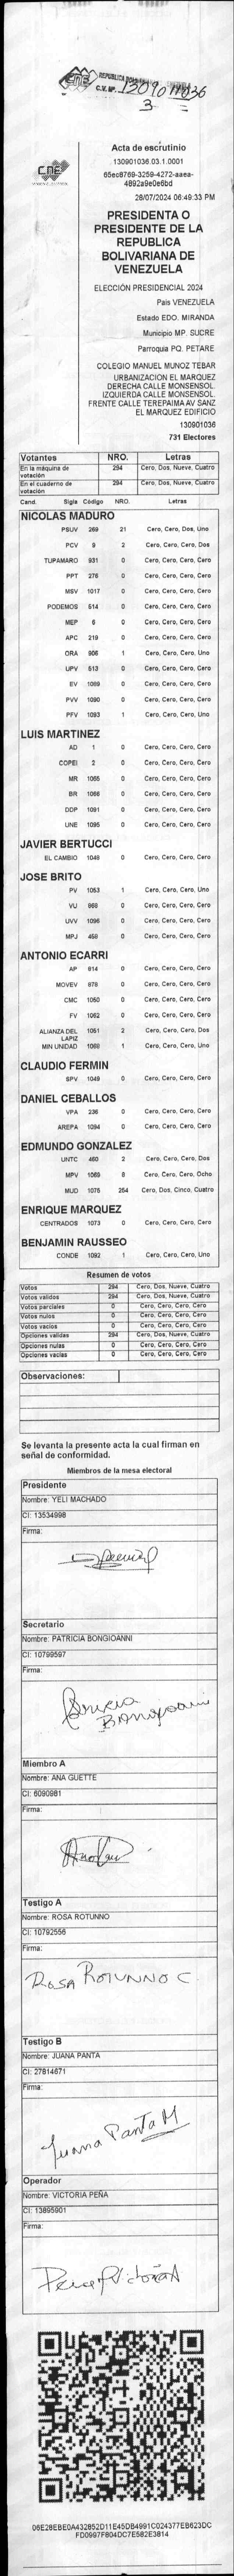 CNE REPUBLICA
C.V. Nº. 130901036
3
CNE
Acta de escrutinio
130901036.03.1.0001
65ec8769-3259-4272-aaea-
4892a9e0e6bd
28/07/2024 06:49:33 PM
PRESIDENTA O
PRESIDENTE DE LA
REPUBLICA
BOLIVARIANA DE
VENEZUELA
ELECCIÓN PRESIDENCIAL 2024
Pais VENEZUELA
Estado EDO. MIRANDA
Municipio MP. SUCRE
Parroquia PQ. PETARE
COLEGIO MANUEL MUNOZ TEBAR
URBANIZACION EL MARQUEZ
DERECHA CALLE MONSENSOL.
IZQUIERDA CALLE MONSENSOL.
FRENTE CALLE TEREPAIMA AV SANZ
EL MARQUEZ EDIFICIO
130901036
731 Electores
Votantes NRO. Letras
En la máquina de votación 294 Cero, Dos, Nueve, Cuatro
En el cuaderno de votación 294 Cero, Dos, Nueve, Cuatro
Cand. Sigla Código NRO. Letras
NICOLAS MADURO
PSUV 269 21 Cero, Cero, Dos, Uno
PCV 9 2 Cero, Cero, Cero, Dos
TUPAMARO 931 0 Cero, Cero, Cero, Cero
PPT 276 0 Cero, Cero, Cero, Cero
MSV 1017 0 Cero, Cero, Cero, Cero
PODEMOS 514 0 Cero, Cero, Cero, Cero
MEP 6 0 Cero, Cero, Cero, Cero
APC 219 0 Cero, Cero, Cero, Cero
ORA 906 1 Cero, Cero, Cero, Uno
UPV 513 0 Cero, Cero, Cero, Cero
EV 1089 0 Cero, Cero, Cero, Cero
PVV 1090 0 Cero, Cero, Cero, Cero
PFV 1093 1 Cero, Cero, Cero, Uno
LUIS MARTINEZ
AD 1 0 Cero, Cero, Cero, Cero
COPEI 2 0 Cero, Cero, Cero, Cero
MR 1065 0 Cero, Cero, Cero, Cero
BR 1066 0 Cero, Cero, Cero, Cero
DDP 1091 0 Cero, Cero, Cero, Cero
UNE 1095 0 Cero, Cero, Cero, Cero
JAVIER BERTUCCI
EL CAMBIO 1048 0 Cero, Cero, Cero, Cero
JOSE BRITO
PV 1053 1 Cero, Cero, Cero, Uno
VU 868 0 Cero, Cero, Cero, Cero
UVV 1096 0 Cero, Cero, Cero, Cero
MPJ 458 0 Cero, Cero, Cero, Cero
ANTONIO ECARRI
AP 814 0 Cero, Cero, Cero, Cero
MOVEV 878 0 Cero, Cero, Cero, Cero
CMC 1050 0 Cero, Cero, Cero, Cero
FV 1062 0 Cero, Cero, Cero, Cero
ALIANZA DEL LAPIZ 1051 2 Cero, Cero, Cero, Dos
MIN UNIDAD 1088 1 Cero, Cero, Cero, Uno
CLAUDIO FERMIN
SPV 1049 0 Cero, Cero, Cero, Cero
DANIEL CEBALLOS
VPA 236 0 Cero, Cero, Cero, Cero
AREPA 1094 0 Cero, Cero, Cero, Cero
EDMUNDO GONZALEZ
UNTC 460 2 Cero, Cero, Cero, Dos
MPV 1069 8 Cero, Cero, Cero, Ocho
MUD 1075 254 Cero, Dos, Cinco, Cuatro
ENRIQUE MARQUEZ
CENTRADOS 1073 0 Cero, Cero, Cero, Cero
BENJAMIN RAUSSEO
CONDE 1092 1 Cero, Cero, Cero, Uno
Resumen de votos
Votos 294 Cero, Dos, Nueve, Cuatro
Votos validos 294 Cero, Dos, Nueve, Cuatro
Votos parciales 0 Cero, Cero, Cero, Cero
Votos nulos 0 Cero, Cero, Cero, Cero
Votos vacios 0 Cero, Cero, Cero, Cero
Opciones validas 294 Cero, Dos, Nueve, Cuatro
Opciones nulas 0 Cero, Cero, Cero, Cero
Opciones vacias 0 Cero, Cero, Cero, Cero
Observaciones:
Se levanta la presente acta la cual firman en
señal de conformidad.
Miembros de la mesa electoral
Presidente
Nombre: YELI MACHADO
CI: 13534998
Firma:
Secretario
Nombre: PATRICIA BONGIOANNI
CI: 10799597
Firma:
Patricia
Bongioanni
Miembro A
Nombre: ANA GUETTE
CI: 6090981
Firma:
Testigo A
Nombre: ROSA ROTUNNO
CI: 10792556
Firma:
ROSA ROTUNNO C.
Testigo B
Nombre: JUANA PANTA
CI: 27814671
Firma:
Juana Panta M
Operador
Nombre: VICTORIA PEÑA
CI: 13895901
Firma:
06E28EBE0A432852D11E45DB4991C024377EB623DC
FD0997F804DC7E582E3814